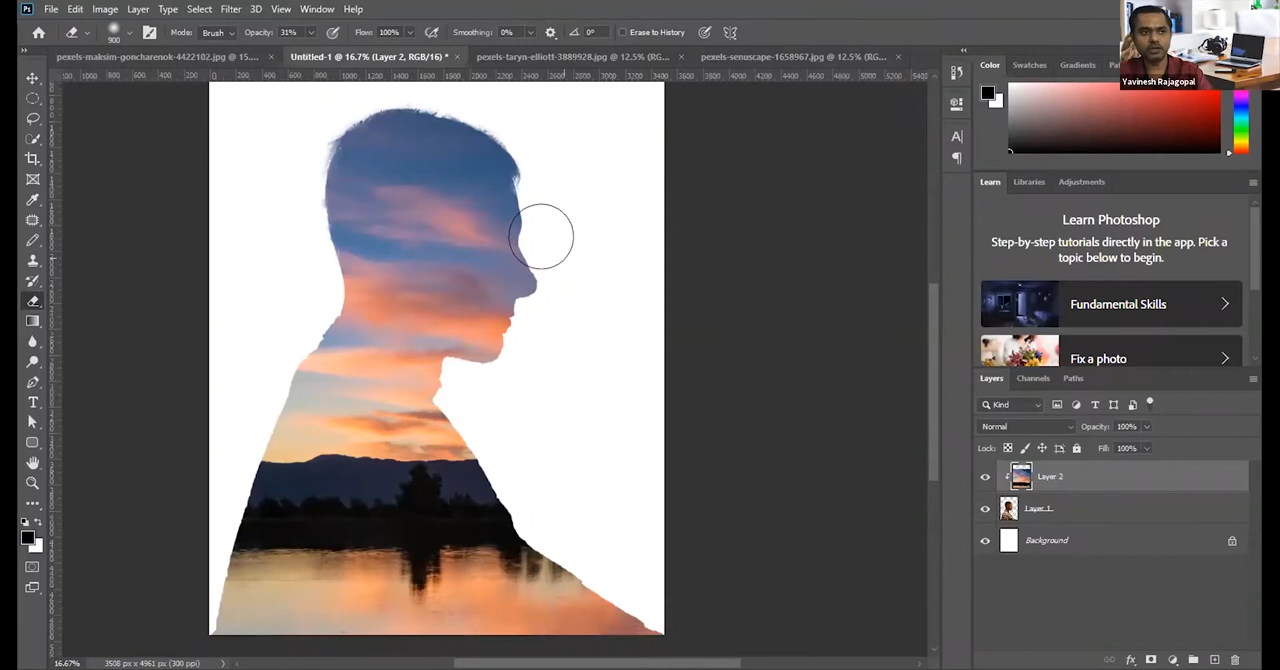 Ps File Edit Image Layer Type Select Filter 3D View Window Help
900 Mode: Brush Opacity: 31% Flow: 100% Smoothing: 0% 0° Erase to History
pexels-maksim-goncharenok-4422102.jpg @ 15.... × Untitled-1 @ 16.7% (Layer 2, RGB/16) * × pexels-taryn-elliott-3889928.jpg @ 12.5% (RG... × pexels-senuscape-1658967.jpg @ 12.5% (RG... ×
Yavinesh Rajagopal
Color Swatches Gradients
Learn Libraries Adjustments
Learn Photoshop
Step-by-step tutorials directly in the app. Pick a
topic below to begin.
Fundamental Skills
Fix a photo
Layers Channels Paths
Kind
Normal Opacity: 100%
Lock: Fill: 100%
Layer 2
Layer 1
Background
16.67% 3508 px x 4961 px (300 ppi)